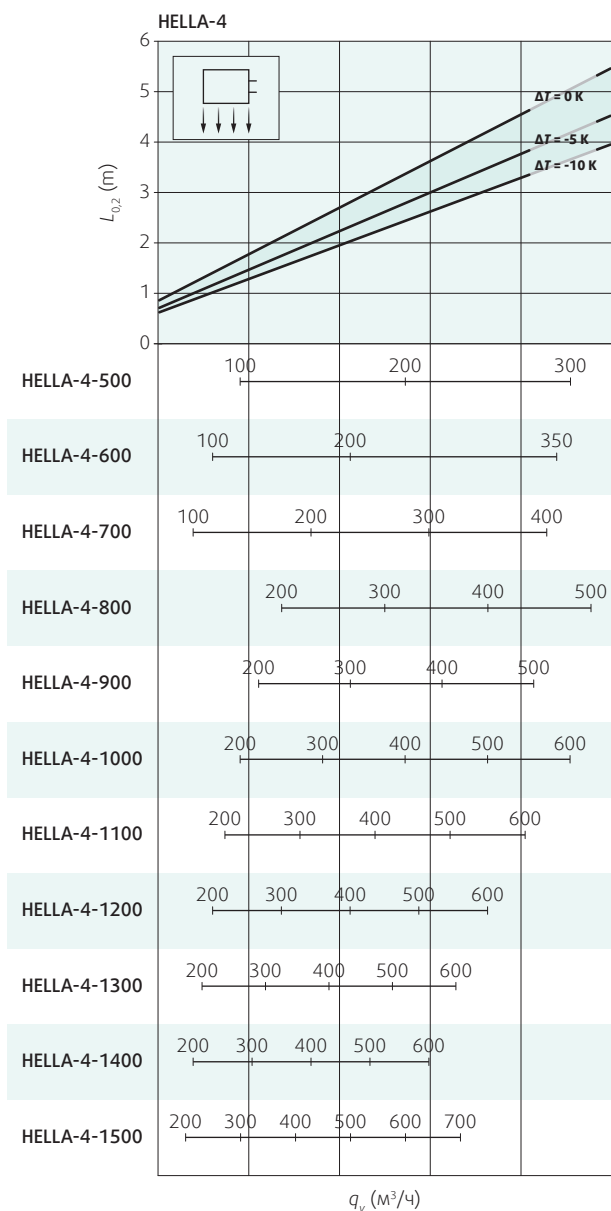 HELLA-4
6
5
4
3
2
1
0
L0,2 (m)
ΔT = 0 K
ΔT = -5 K
ΔT = -10 K
HELLA-4-500 100 200 300
HELLA-4-600 100 200 350
HELLA-4-700 100 200 300 400
HELLA-4-800 200 300 400 500
HELLA-4-900 200 300 400 500
HELLA-4-1000 200 300 400 500 600
HELLA-4-1100 200 300 400 500 600
HELLA-4-1200 200 300 400 500 600
HELLA-4-1300 200 300 400 500 600
HELLA-4-1400 200 300 400 500 600
HELLA-4-1500 200 300 400 500 600 700
qv (м³/ч)